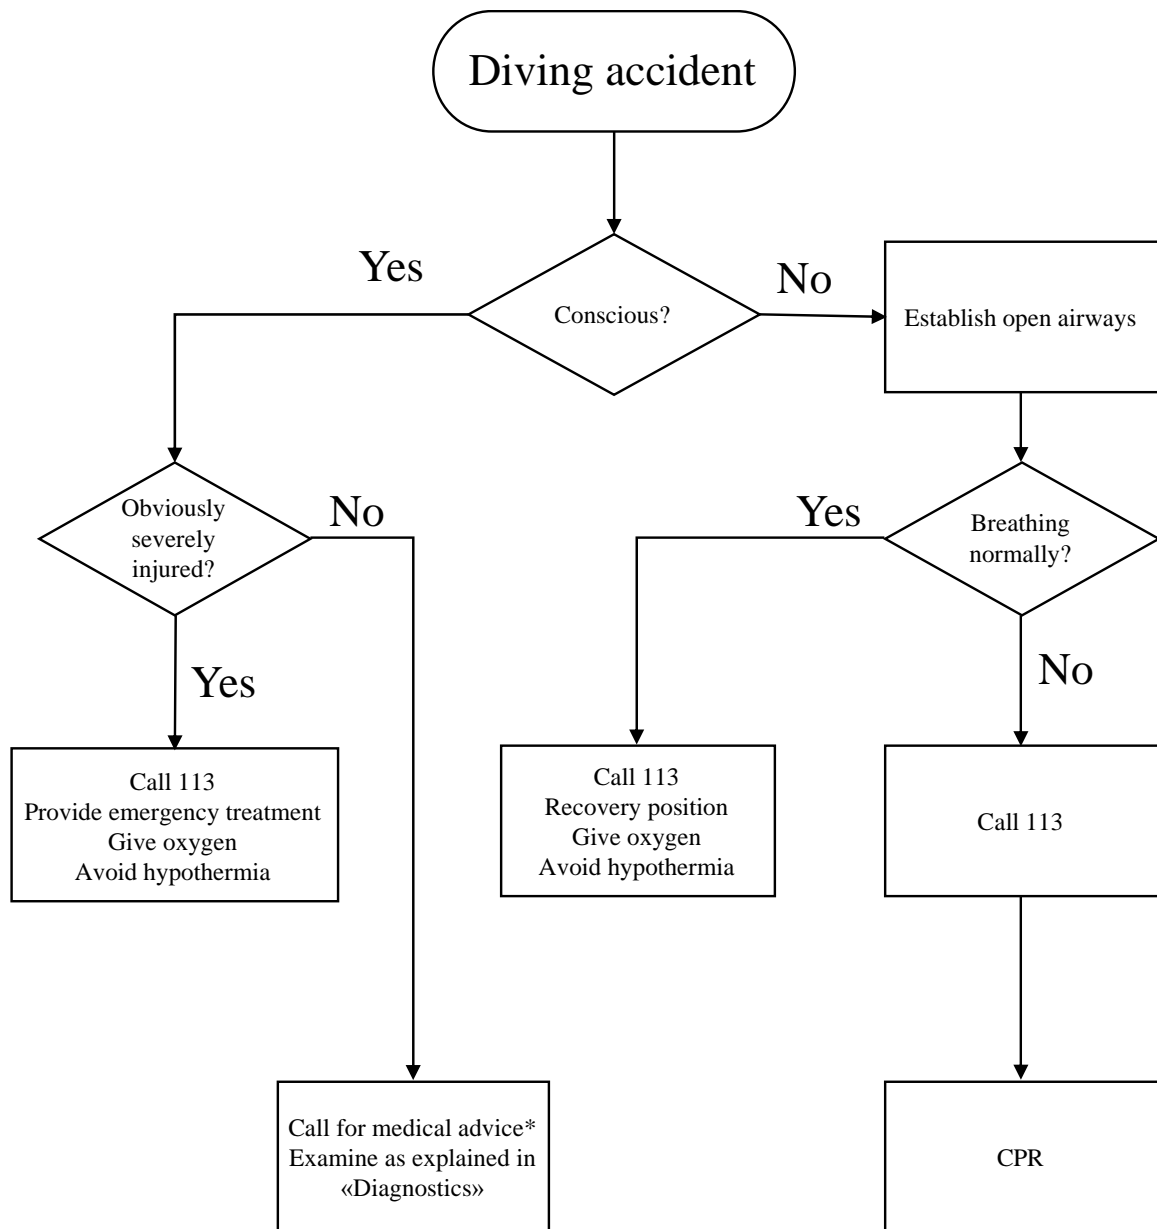 Diving accident
Yes
No
Conscious?
Establish open airways
Obviously
severely
injured?
No
Yes
Breathing
normally?
Yes
No
Call 113
Provide emergency treatment
Give oxygen
Avoid hypothermia
Call 113
Recovery position
Give oxygen
Avoid hypothermia
Call 113
Call for medical advice*
Examine as explained in
«Diagnostics»
CPR